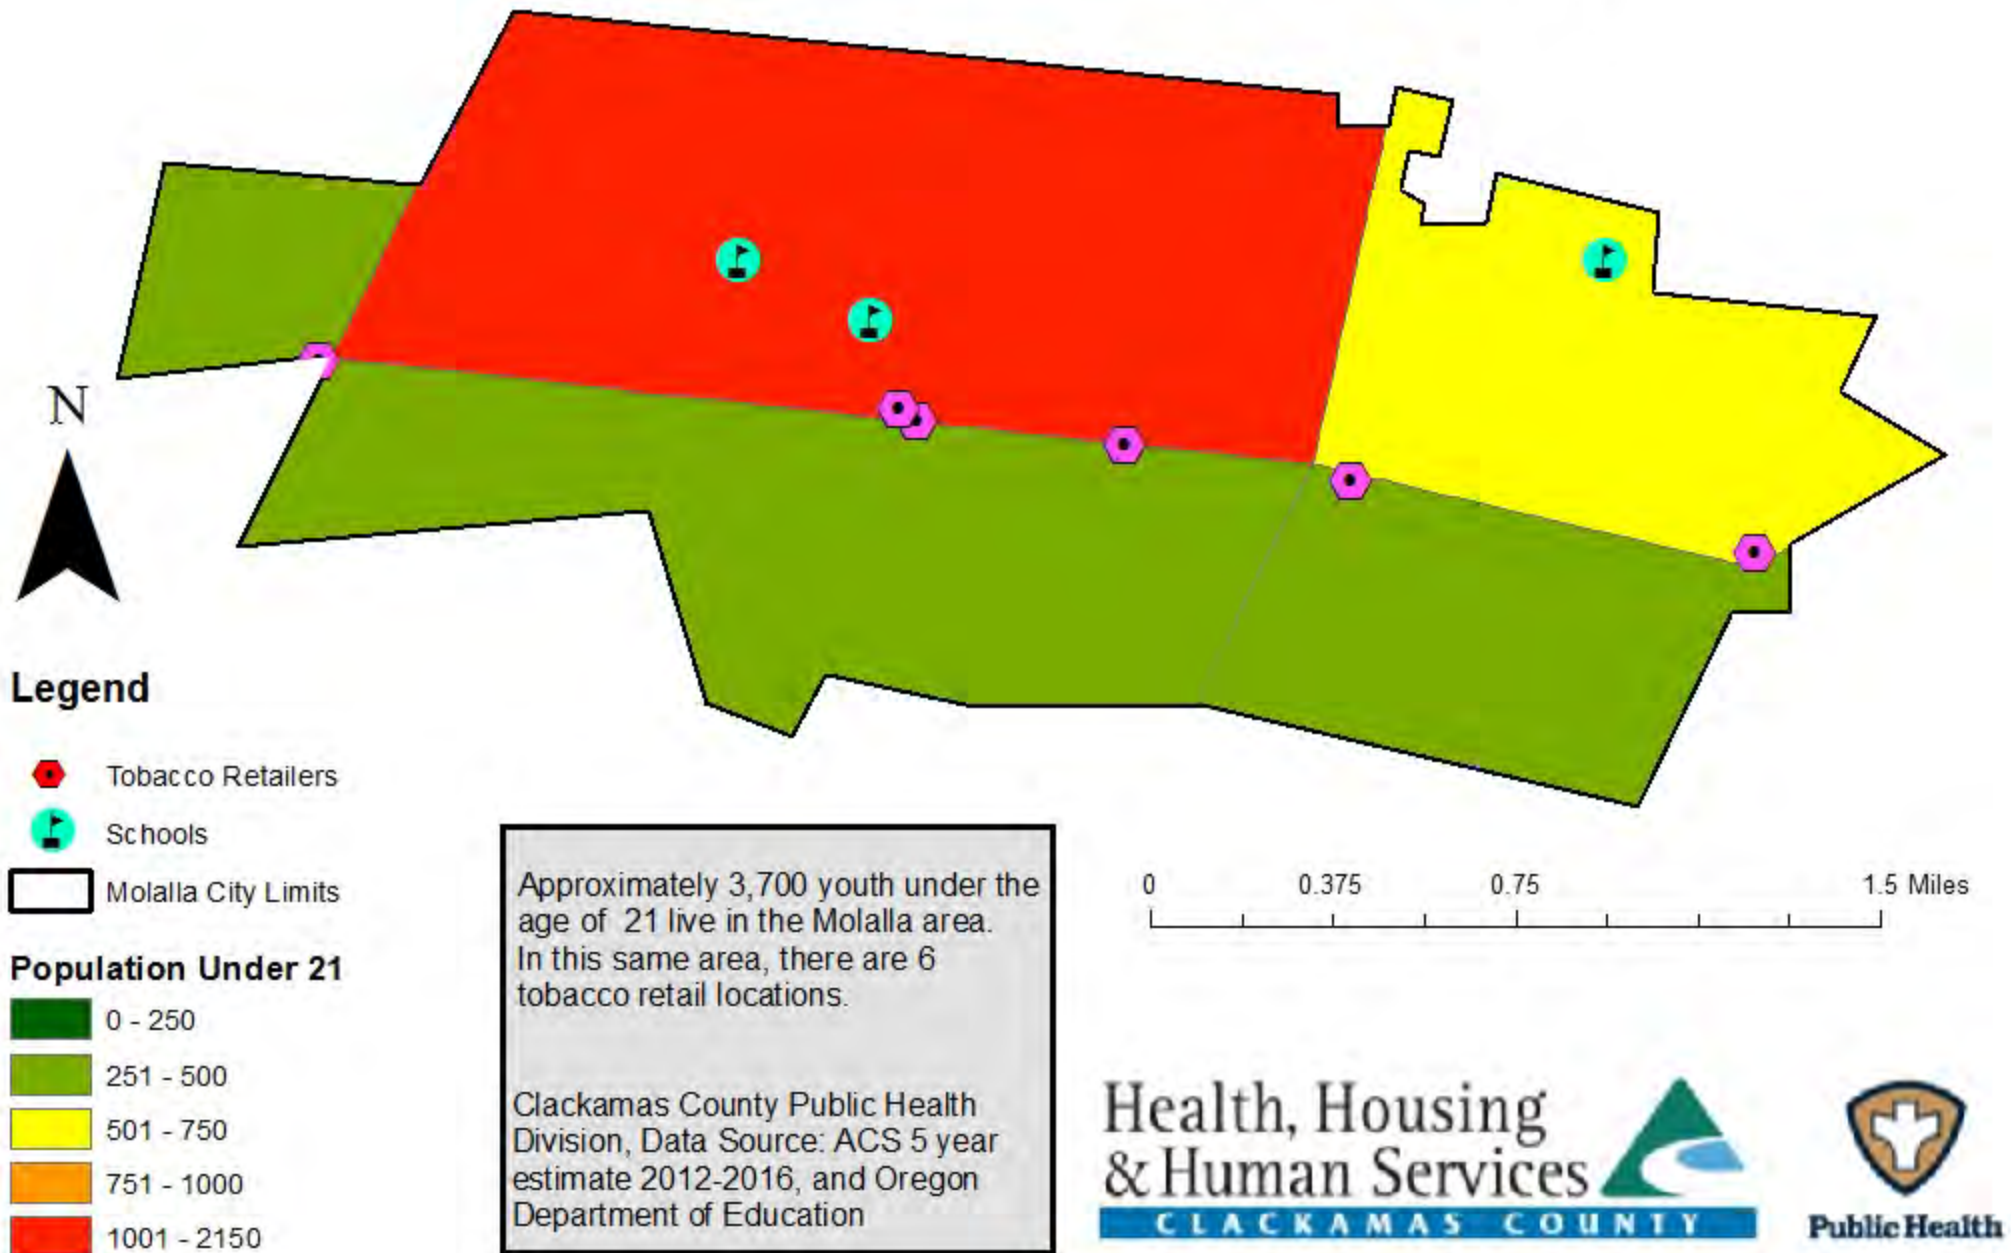 N
Legend
Tobacco Retailers
Schools
Molalla City Limits
Population Under 21
0 - 250
251 - 500
501 - 750
751 - 1000
1001 - 2150
Approximately 3,700 youth under the
age of 21 live in the Molalla area.
In this same area, there are 6
tobacco retail locations.
Clackamas County Public Health
Division, Data Source: ACS 5 year
estimate 2012-2016, and Oregon
Department of Education
0 0.375 0.75 1.5 Miles
Health, Housing
& Human Services
CLACKAMAS COUNTY
Public Health